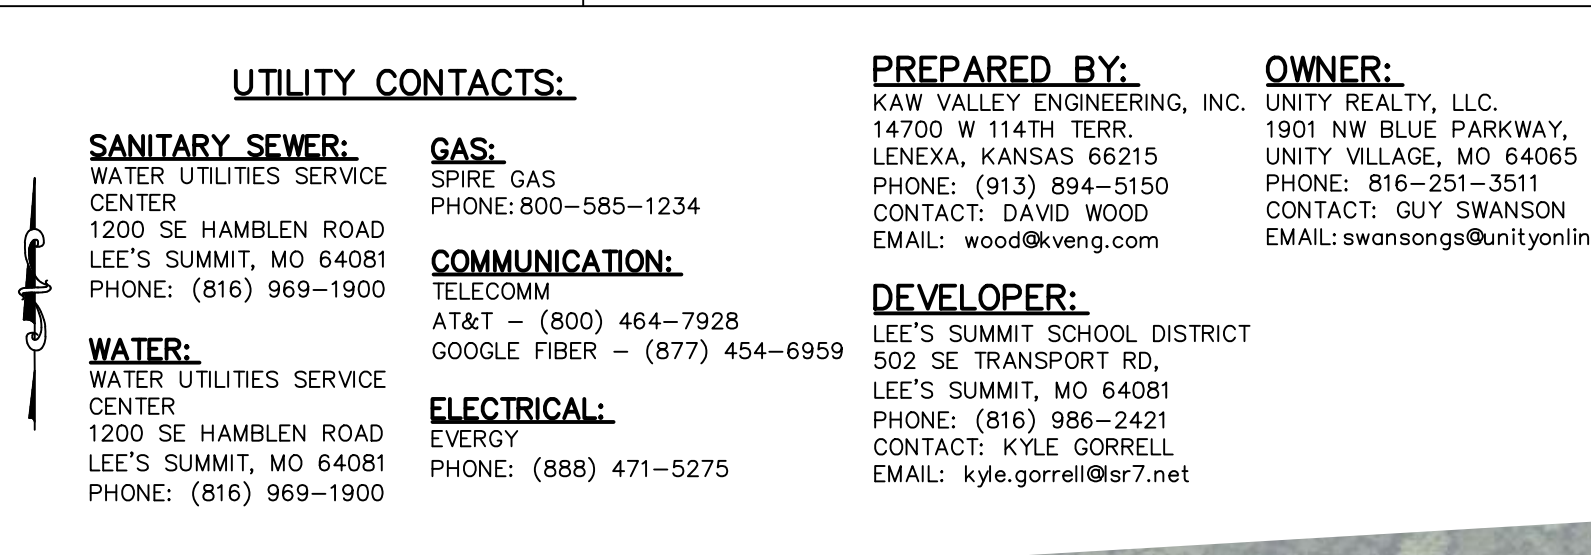 UTILITY CONTACTS:
SANITARY SEWER:
WATER UTILITIES SERVICE
CENTER
1200 SE HAMBLEN ROAD
LEE'S SUMMIT, MO 64081
PHONE: (816) 969-1900
WATER:
WATER UTILITIES SERVICE
CENTER
1200 SE HAMBLEN ROAD
LEE'S SUMMIT, MO 64081
PHONE: (816) 969-1900
GAS:
SPIRE GAS
PHONE: 800-585-1234
COMMUNICATION:
TELECOMM
AT&T - (800) 464-7928
GOOGLE FIBER - (877) 454-6959
ELECTRICAL:
EVERGY
PHONE: (888) 471-5275
PREPARED BY:
KAW VALLEY ENGINEERING, INC.
14700 W 114TH TERR.
LENEXA, KANSAS 66215
PHONE: (913) 894-5150
CONTACT: DAVID WOOD
EMAIL: wood@kveng.com
DEVELOPER:
LEE'S SUMMIT SCHOOL DISTRICT
502 SE TRANSPORT RD,
LEE'S SUMMIT, MO 64081
PHONE: (816) 986-2421
CONTACT: KYLE GORRELL
EMAIL: kyle.gorrell@lsr7.net
OWNER:
UNITY REALTY, LLC.
1901 NW BLUE PARKWAY,
UNITY VILLAGE, MO 64065
PHONE: 816-251-3511
CONTACT: GUY SWANSON
EMAIL: swansongs@unityonlin